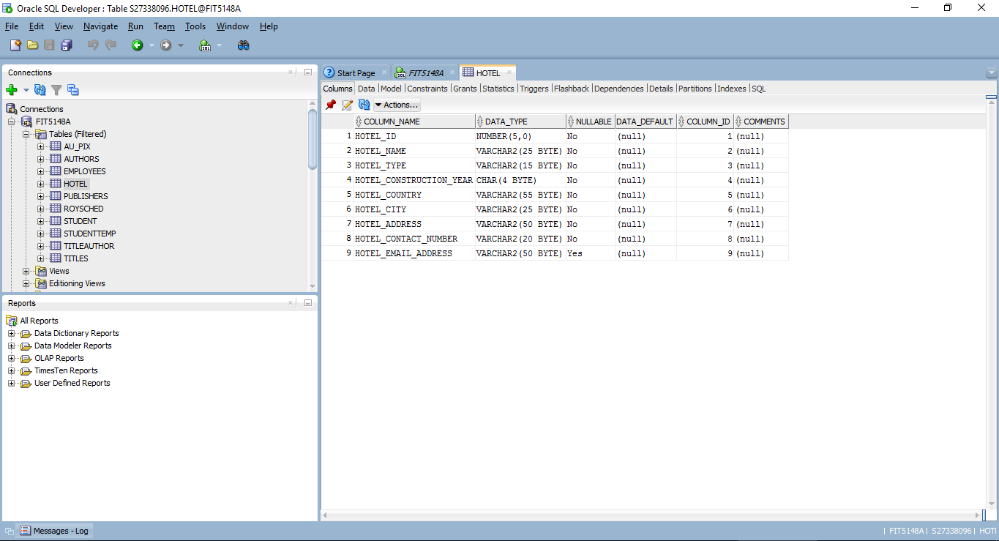 Oracle SQL Developer : Table S27338096.HOTEL@FIT5148A
File Edit View Navigate Run Team Tools Window Help
Connections
Connections
FIT5148A
Tables (Filtered)
AU_PIX
AUTHORS
EMPLOYEES
HOTEL
PUBLISHERS
ROYSCHED
STUDENT
STUDENTTEMP
TITLEAUTHOR
TITLES
Views
Editioning Views
Reports
All Reports
Data Dictionary Reports
Data Modeler Reports
OLAP Reports
TimesTen Reports
User Defined Reports
Start Page FIT5148A HOTEL
Columns Data Model Constraints Grants Statistics Triggers Flashback Dependencies Details Partitions Indexes SQL
Actions...
COLUMN_NAME DATA_TYPE NULLABLE DATA_DEFAULT COLUMN_ID COMMENTS
1 HOTEL_ID NUMBER(5,0) No (null) 1 (null)
2 HOTEL_NAME VARCHAR2(25 BYTE) No (null) 2 (null)
3 HOTEL_TYPE VARCHAR2(15 BYTE) No (null) 3 (null)
4 HOTEL_CONSTRUCTION_YEAR CHAR(4 BYTE) No (null) 4 (null)
5 HOTEL_COUNTRY VARCHAR2(55 BYTE) No (null) 5 (null)
6 HOTEL_CITY VARCHAR2(25 BYTE) No (null) 6 (null)
7 HOTEL_ADDRESS VARCHAR2(50 BYTE) No (null) 7 (null)
8 HOTEL_CONTACT_NUMBER VARCHAR2(20 BYTE) No (null) 8 (null)
9 HOTEL_EMAIL_ADDRESS VARCHAR2(50 BYTE) Yes (null) 9 (null)
Messages - Log
| FIT5148A | S27338096 | HOTI